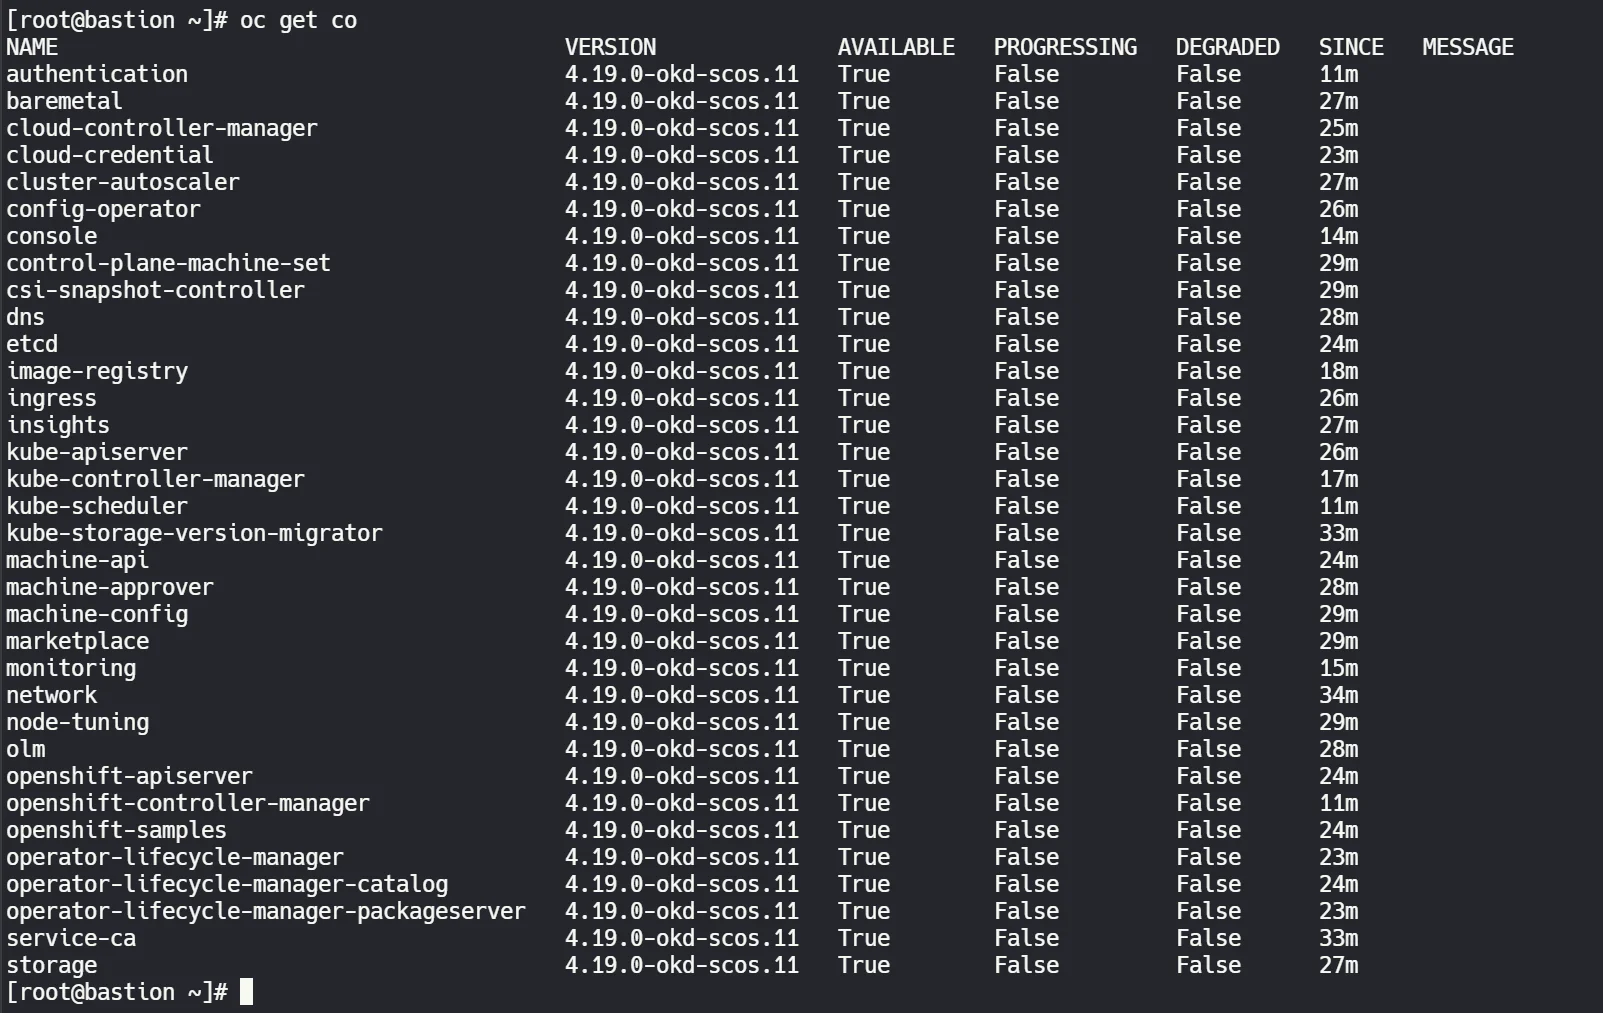 [root@bastion ~]# oc get co
NAME                                       VERSION              AVAILABLE   PROGRESSING   DEGRADED   SINCE   MESSAGE
authentication                             4.19.0-okd-scos.11   True        False         False      11m
baremetal                                  4.19.0-okd-scos.11   True        False         False      27m
cloud-controller-manager                   4.19.0-okd-scos.11   True        False         False      25m
cloud-credential                           4.19.0-okd-scos.11   True        False         False      23m
cluster-autoscaler                         4.19.0-okd-scos.11   True        False         False      27m
config-operator                            4.19.0-okd-scos.11   True        False         False      26m
console                                    4.19.0-okd-scos.11   True        False         False      14m
control-plane-machine-set                  4.19.0-okd-scos.11   True        False         False      29m
csi-snapshot-controller                    4.19.0-okd-scos.11   True        False         False      29m
dns                                        4.19.0-okd-scos.11   True        False         False      28m
etcd                                       4.19.0-okd-scos.11   True        False         False      24m
image-registry                             4.19.0-okd-scos.11   True        False         False      18m
ingress                                    4.19.0-okd-scos.11   True        False         False      26m
insights                                   4.19.0-okd-scos.11   True        False         False      27m
kube-apiserver                             4.19.0-okd-scos.11   True        False         False      26m
kube-controller-manager                    4.19.0-okd-scos.11   True        False         False      17m
kube-scheduler                             4.19.0-okd-scos.11   True        False         False      11m
kube-storage-version-migrator              4.19.0-okd-scos.11   True        False         False      33m
machine-api                                4.19.0-okd-scos.11   True        False         False      24m
machine-approver                           4.19.0-okd-scos.11   True        False         False      28m
machine-config                             4.19.0-okd-scos.11   True        False         False      29m
marketplace                                4.19.0-okd-scos.11   True        False         False      29m
monitoring                                 4.19.0-okd-scos.11   True        False         False      15m
network                                    4.19.0-okd-scos.11   True        False         False      34m
node-tuning                                4.19.0-okd-scos.11   True        False         False      29m
olm                                        4.19.0-okd-scos.11   True        False         False      28m
openshift-apiserver                        4.19.0-okd-scos.11   True        False         False      24m
openshift-controller-manager               4.19.0-okd-scos.11   True        False         False      11m
openshift-samples                          4.19.0-okd-scos.11   True        False         False      24m
operator-lifecycle-manager                 4.19.0-okd-scos.11   True        False         False      23m
operator-lifecycle-manager-catalog         4.19.0-okd-scos.11   True        False         False      24m
operator-lifecycle-manager-packageserver   4.19.0-okd-scos.11   True        False         False      23m
service-ca                                 4.19.0-okd-scos.11   True        False         False      33m
storage                                    4.19.0-okd-scos.11   True        False         False      27m
[root@bastion ~]#